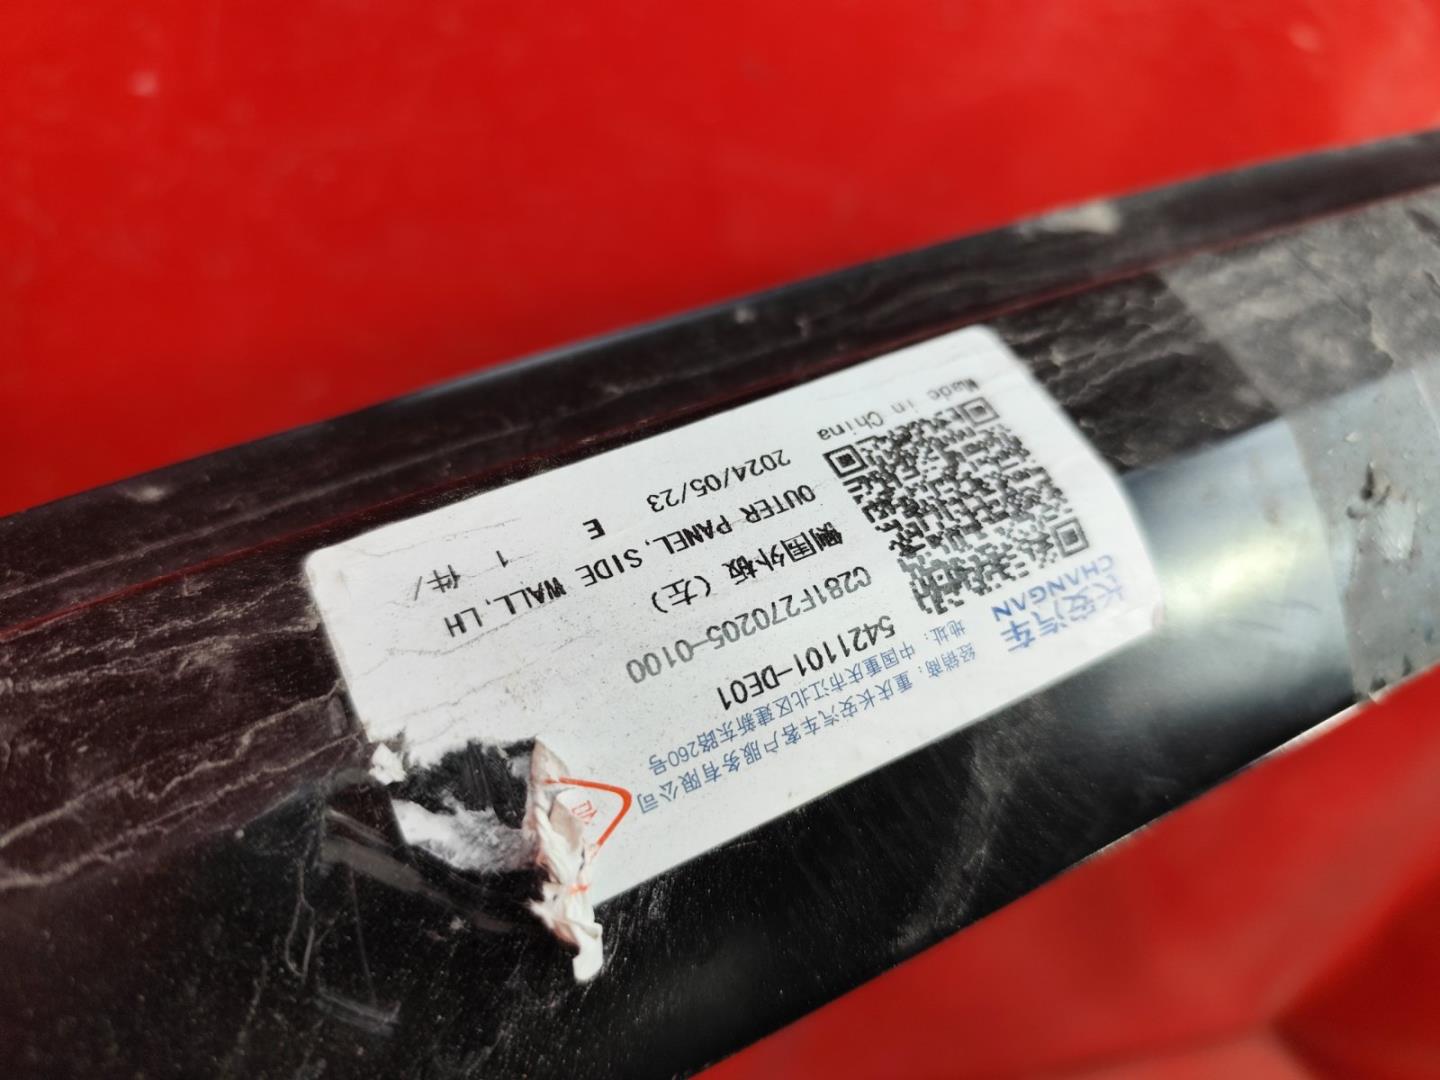 长安汽车
CHANGAN
经销商: 重庆长安汽车客户服务有限公司
地址: 中国重庆市江北区建新东路260号
5421101-DE01
C281F270205-0100
侧围外板 (左)
OUTER PANEL, SIDE WALL, LH
2024/05/23 E 1 件/
Made in China